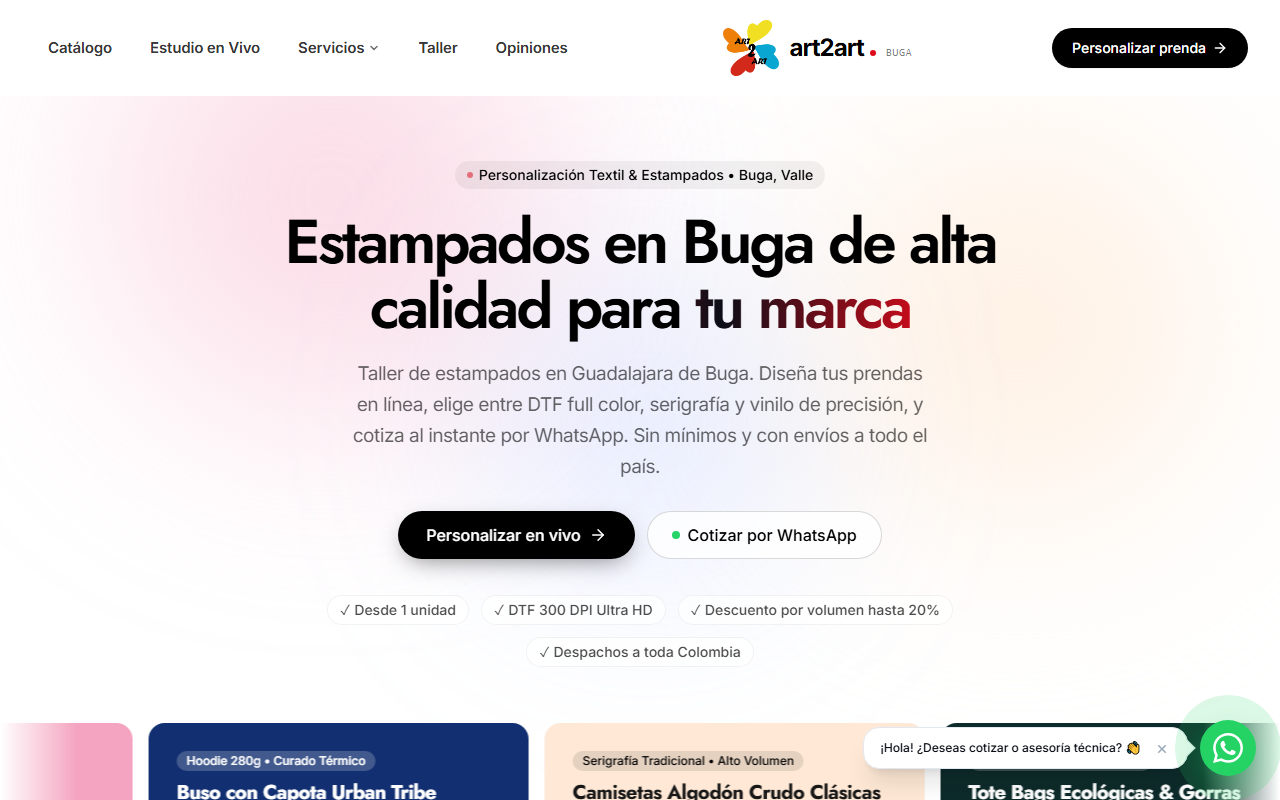 Catálogo
Estudio en Vivo
Servicios
Taller
Opiniones
ART
2
ART
art2art
BUGA
Personalizar prenda →
Personalización Textil & Estampados • Buga, Valle
Estampados en Buga de alta
calidad para tu marca
Taller de estampados en Guadalajara de Buga. Diseña tus prendas
en línea, elige entre DTF full color, serigrafía y vinilo de precisión, y
cotiza al instante por WhatsApp. Sin mínimos y con envíos a todo el
país.
Personalizar en vivo →
Cotizar por WhatsApp
✓ Desde 1 unidad
✓ DTF 300 DPI Ultra HD
✓ Descuento por volumen hasta 20%
✓ Despachos a toda Colombia
Hoodie 280g • Curado Térmico
Buso con Capota Urban Tribe
Serigrafía Tradicional • Alto Volumen
Camisetas Algodón Crudo Clásicas
¡Hola! ¿Deseas cotizar o asesoría técnica? 👏
Tote Bags Ecológicas & Gorras